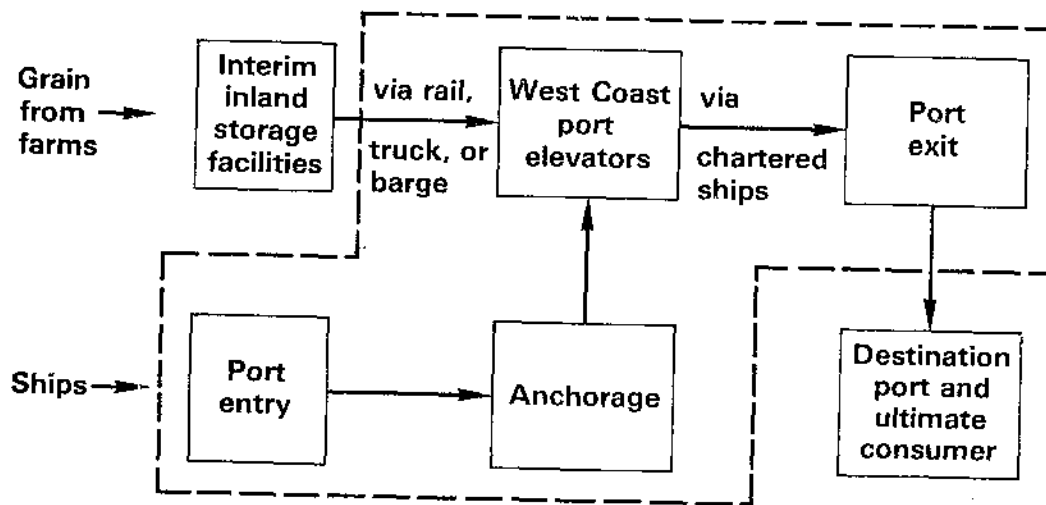 Grain
from
farms
Interim
inland
storage
facilities
via rail,
truck, or
barge
West Coast
port
elevators
via
chartered
ships
Port
exit
Ships
Port
entry
Anchorage
Destination
port and
ultimate
consumer